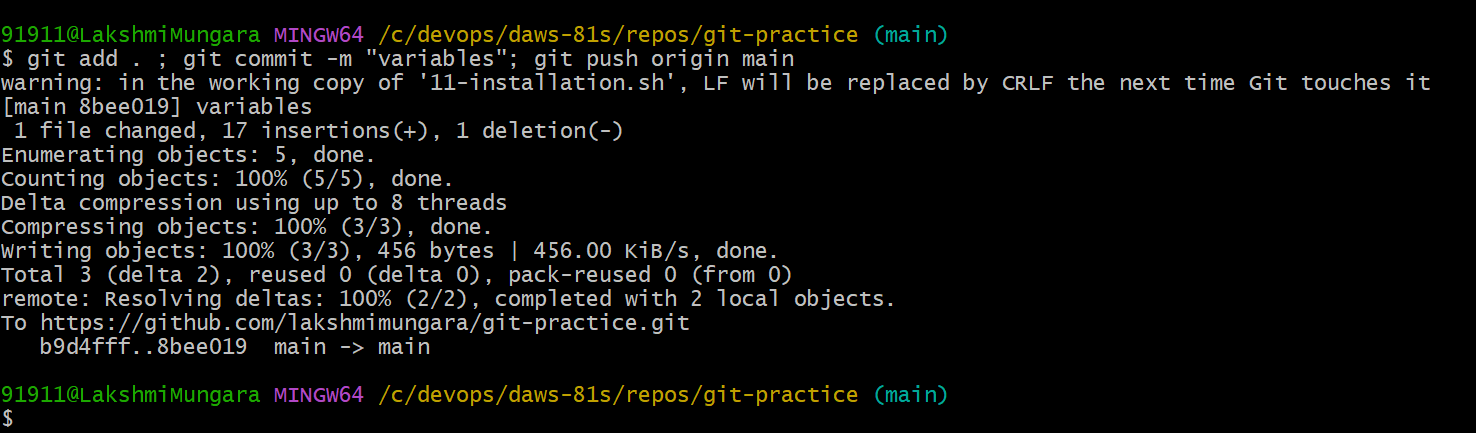 91911@LakshmiMungara MINGW64 /c/devops/daws-81s/repos/git-practice (main)
$ git add . ; git commit -m "variables"; git push origin main
warning: in the working copy of '11-installation.sh', LF will be replaced by CRLF the next time Git touches it
[main 8bee019] variables
 1 file changed, 17 insertions(+), 1 deletion(-)
Enumerating objects: 5, done.
Counting objects: 100% (5/5), done.
Delta compression using up to 8 threads
Compressing objects: 100% (3/3), done.
Writing objects: 100% (3/3), 456 bytes | 456.00 KiB/s, done.
Total 3 (delta 2), reused 0 (delta 0), pack-reused 0 (from 0)
remote: Resolving deltas: 100% (2/2), completed with 2 local objects.
To https://github.com/lakshmimungara/git-practice.git
   b9d4fff..8bee019  main -> main
91911@LakshmiMungara MINGW64 /c/devops/daws-81s/repos/git-practice (main)
$